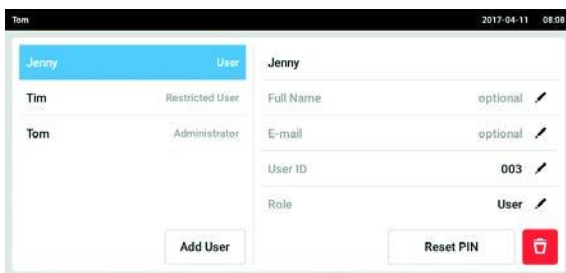 Tom 2017-04-11 08:08
Jenny User
Tim Restricted User
Tom Administrator
Add User
Jenny
Full Name optional
E-mail optional
User ID 003
Role User
Reset PIN